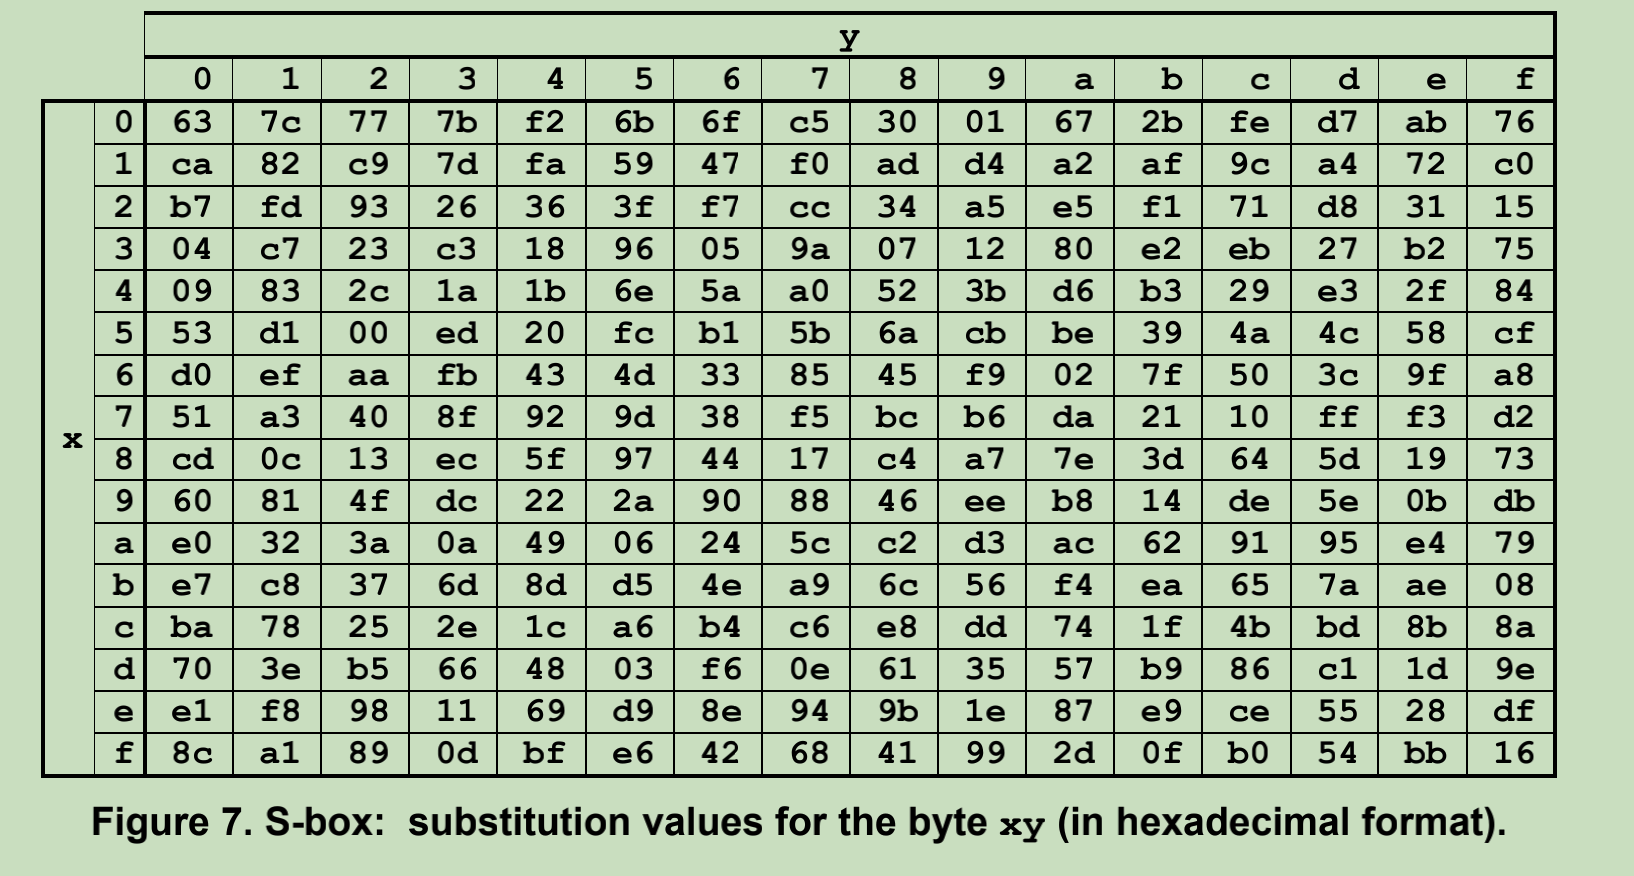 y
0 1 2 3 4 5 6 7 8 9 a b c d e f
0 63 7c 77 7b f2 6b 6f c5 30 01 67 2b fe d7 ab 76
1 ca 82 c9 7d fa 59 47 f0 ad d4 a2 af 9c a4 72 c0
2 b7 fd 93 26 36 3f f7 cc 34 a5 e5 f1 71 d8 31 15
3 04 c7 23 c3 18 96 05 9a 07 12 80 e2 eb 27 b2 75
4 09 83 2c 1a 1b 6e 5a a0 52 3b d6 b3 29 e3 2f 84
5 53 d1 00 ed 20 fc b1 5b 6a cb be 39 4a 4c 58 cf
6 d0 ef aa fb 43 4d 33 85 45 f9 02 7f 50 3c 9f a8
7 51 a3 40 8f 92 9d 38 f5 bc b6 da 21 10 ff f3 d2
x
8 cd 0c 13 ec 5f 97 44 17 c4 a7 7e 3d 64 5d 19 73
9 60 81 4f dc 22 2a 90 88 46 ee b8 14 de 5e 0b db
a e0 32 3a 0a 49 06 24 5c c2 d3 ac 62 91 95 e4 79
b e7 c8 37 6d 8d d5 4e a9 6c 56 f4 ea 65 7a ae 08
c ba 78 25 2e 1c a6 b4 c6 e8 dd 74 1f 4b bd 8b 8a
d 70 3e b5 66 48 03 f6 0e 61 35 57 b9 86 c1 1d 9e
e e1 f8 98 11 69 d9 8e 94 9b 1e 87 e9 ce 55 28 df
f 8c a1 89 0d bf e6 42 68 41 99 2d 0f b0 54 bb 16
Figure 7. S-box: substitution values for the byte xy (in hexadecimal format).